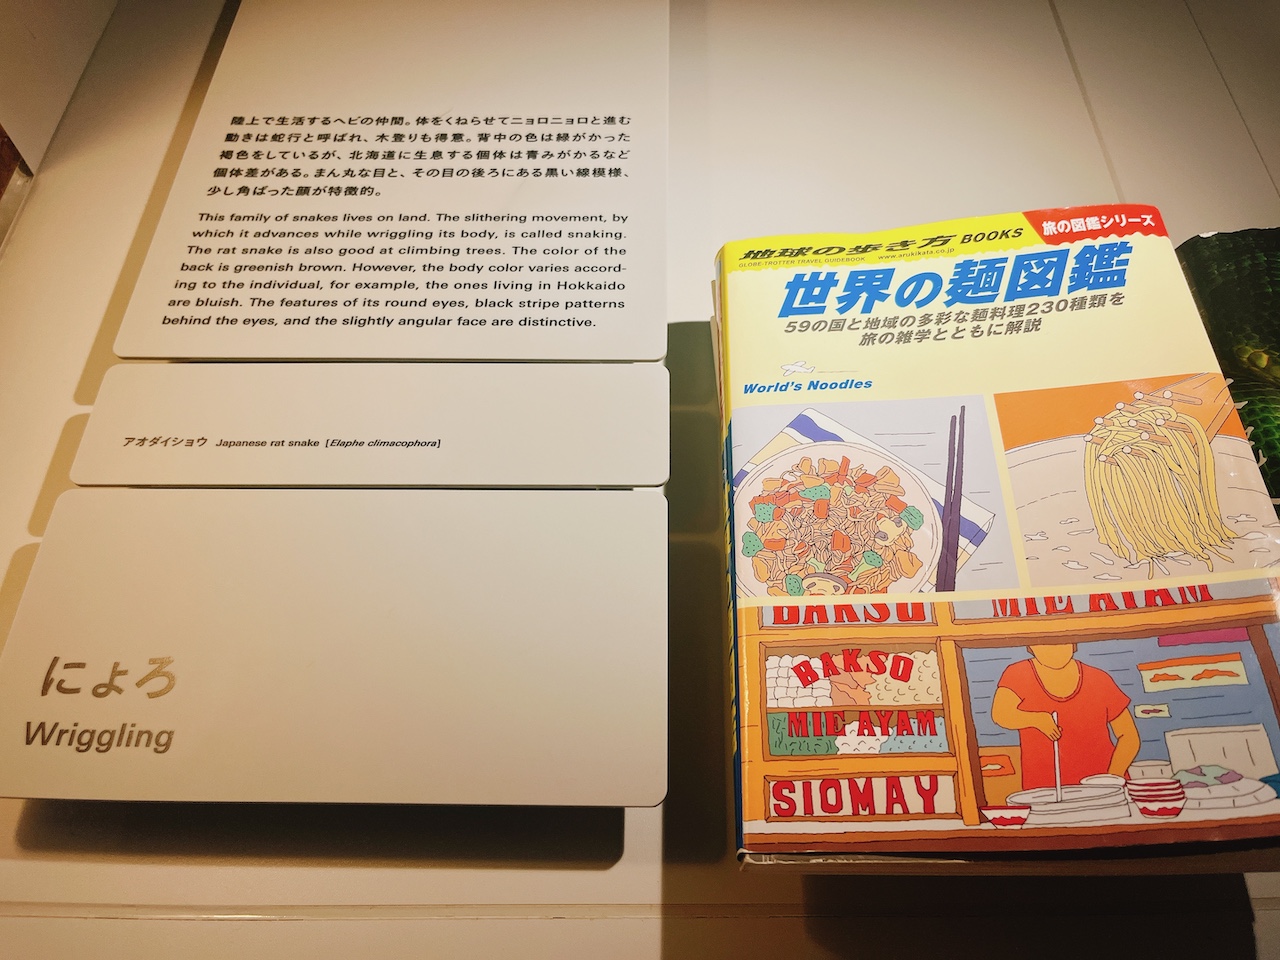 陸上で生活するヘビの仲間。体をくねらせてニョロニョロと進む
動きは蛇行と呼ばれ、木登りも得意。背中の色は緑がかった
褐色をしているが、北海道に生息する個体は青みがかるなど
個体差がある。まん丸な目と、その目の後ろにある黒い線模様、
少し角ばった顔が特徴的。
This family of snakes lives on land. The slithering movement, by
which it advances while wriggling its body, is called snaking.
The rat snake is also good at climbing trees. The color of the
back is greenish brown. However, the body color varies accord-
ing to the individual, for example, the ones living in Hokkaido
are bluish. The features of its round eyes, black stripe patterns
behind the eyes, and the slightly angular face are distinctive.
アオダイショウ Japanese rat snake [Elaphe climacophora]
にょろ
Wriggling
地球の歩き方 BOOKS
旅の図鑑シリーズ
GLOBE-TROTTER TRAVEL GUIDEBOOK www.arukikata.co.jp
世界の麺図鑑
59の国と地域の多彩な麺料理230種類を
旅の雑学とともに解説
World's Noodles
BAKSO MIE AYAM
BAKSO
MIE AYAM
SIOMAY